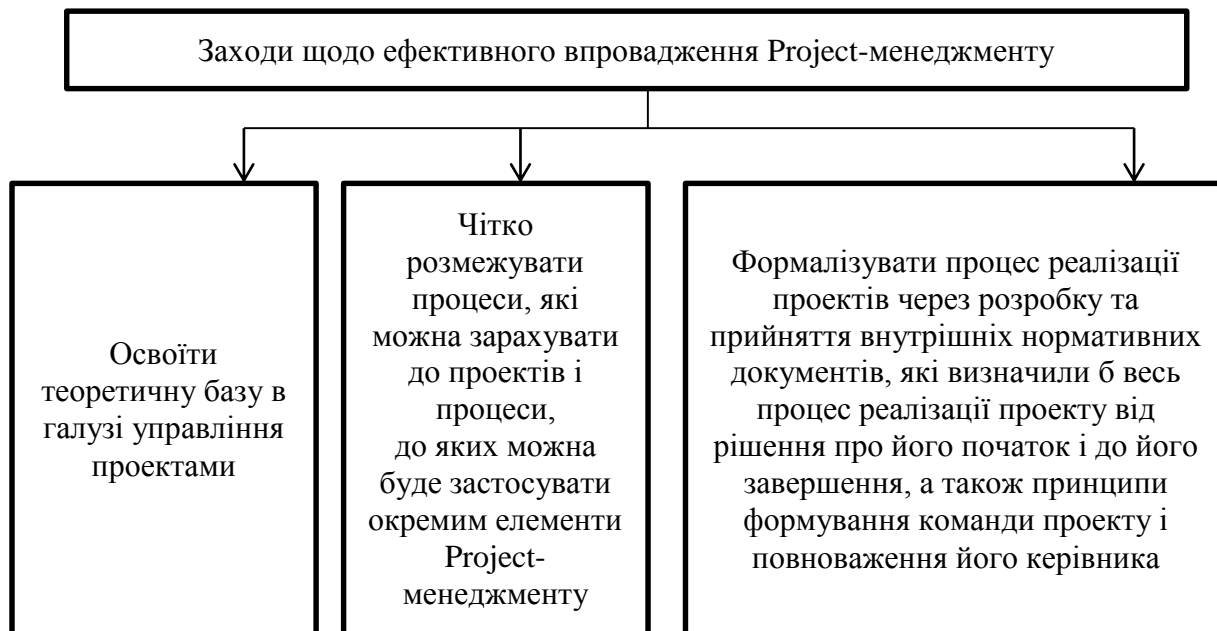 Заходи щодо ефективного впровадження Project-менеджменту
Освоїти
теоретичну базу в
галузі управління
проектами
Чітко
розмежувати
процеси, які
можна зарахувати
до проектів і
процеси,
до яких можна
буде застосувати
окремим елементи
Project-
менеджменту
Формалізувати процес реалізації
проектів через розробку та
прийняття внутрішніх нормативних
документів, які визначили б весь
процес реалізації проекту від
рішення про його початок і до його
завершення, а також принципи
формування команди проекту і
повноваження його керівника